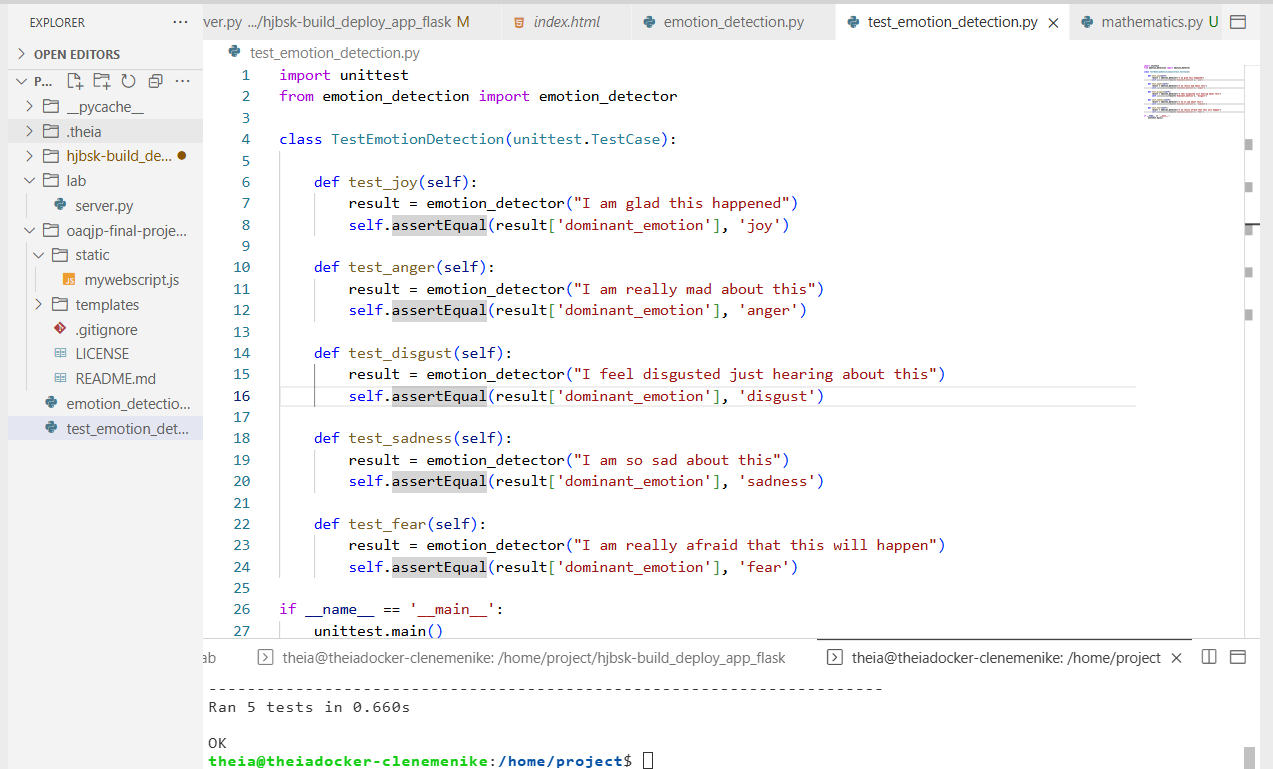 EXPLORER ...
OPEN EDITORS
P...
__pycache__
.theia
hjbsk-build_de...
lab
server.py
oaqjp-final-proje...
static
JS mywebscript.js
templates
.gitignore
LICENSE
README.md
emotion_detectio...
test_emotion_det...
ver.py .../hjbsk-build_deploy_app_flask M
index.html
emotion_detection.py
test_emotion_detection.py
mathematics.py U
test_emotion_detection.py
1 import unittest
2 from emotion_detection import emotion_detector
3
4 class TestEmotionDetection(unittest.TestCase):
5
6     def test_joy(self):
7         result = emotion_detector("I am glad this happened")
8         self.assertEqual(result['dominant_emotion'], 'joy')
9
10     def test_anger(self):
11         result = emotion_detector("I am really mad about this")
12         self.assertEqual(result['dominant_emotion'], 'anger')
13
14     def test_disgust(self):
15         result = emotion_detector("I feel disgusted just hearing about this")
16         self.assertEqual(result['dominant_emotion'], 'disgust')
17
18     def test_sadness(self):
19         result = emotion_detector("I am so sad about this")
20         self.assertEqual(result['dominant_emotion'], 'sadness')
21
22     def test_fear(self):
23         result = emotion_detector("I am really afraid that this will happen")
24         self.assertEqual(result['dominant_emotion'], 'fear')
25
26 if __name__ == '__main__':
27     unittest.main()
ab
theia@theiadocker-clenemenike: /home/project/hjbsk-build_deploy_app_flask
theia@theiadocker-clenemenike: /home/project
----------------------------------------------------------------------
Ran 5 tests in 0.660s
OK
theia@theiadocker-clenemenike:/home/project$